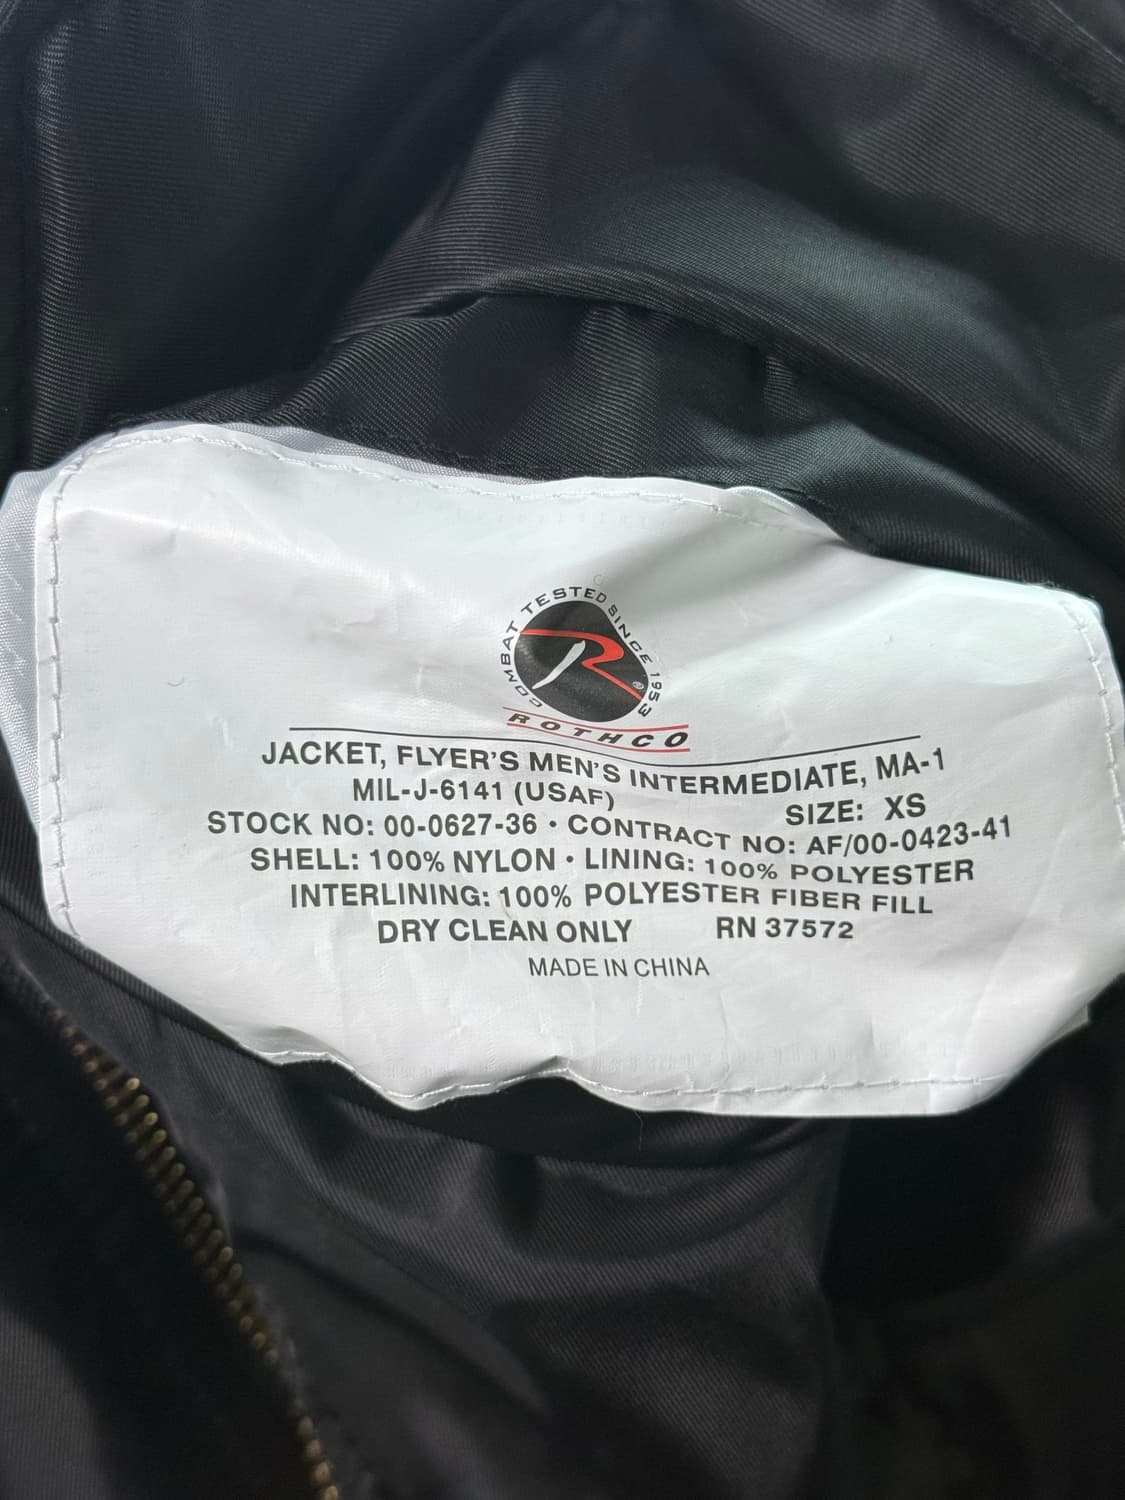 COMBAT TESTED SINCE 1953
R
®
ROTHCO
JACKET, FLYER'S MEN'S INTERMEDIATE, MA-1
MIL-J-6141 (USAF) SIZE: XS
STOCK NO: 00-0627-36 • CONTRACT NO: AF/00-0423-41
SHELL: 100% NYLON • LINING: 100% POLYESTER
INTERLINING: 100% POLYESTER FIBER FILL
DRY CLEAN ONLY RN 37572
MADE IN CHINA